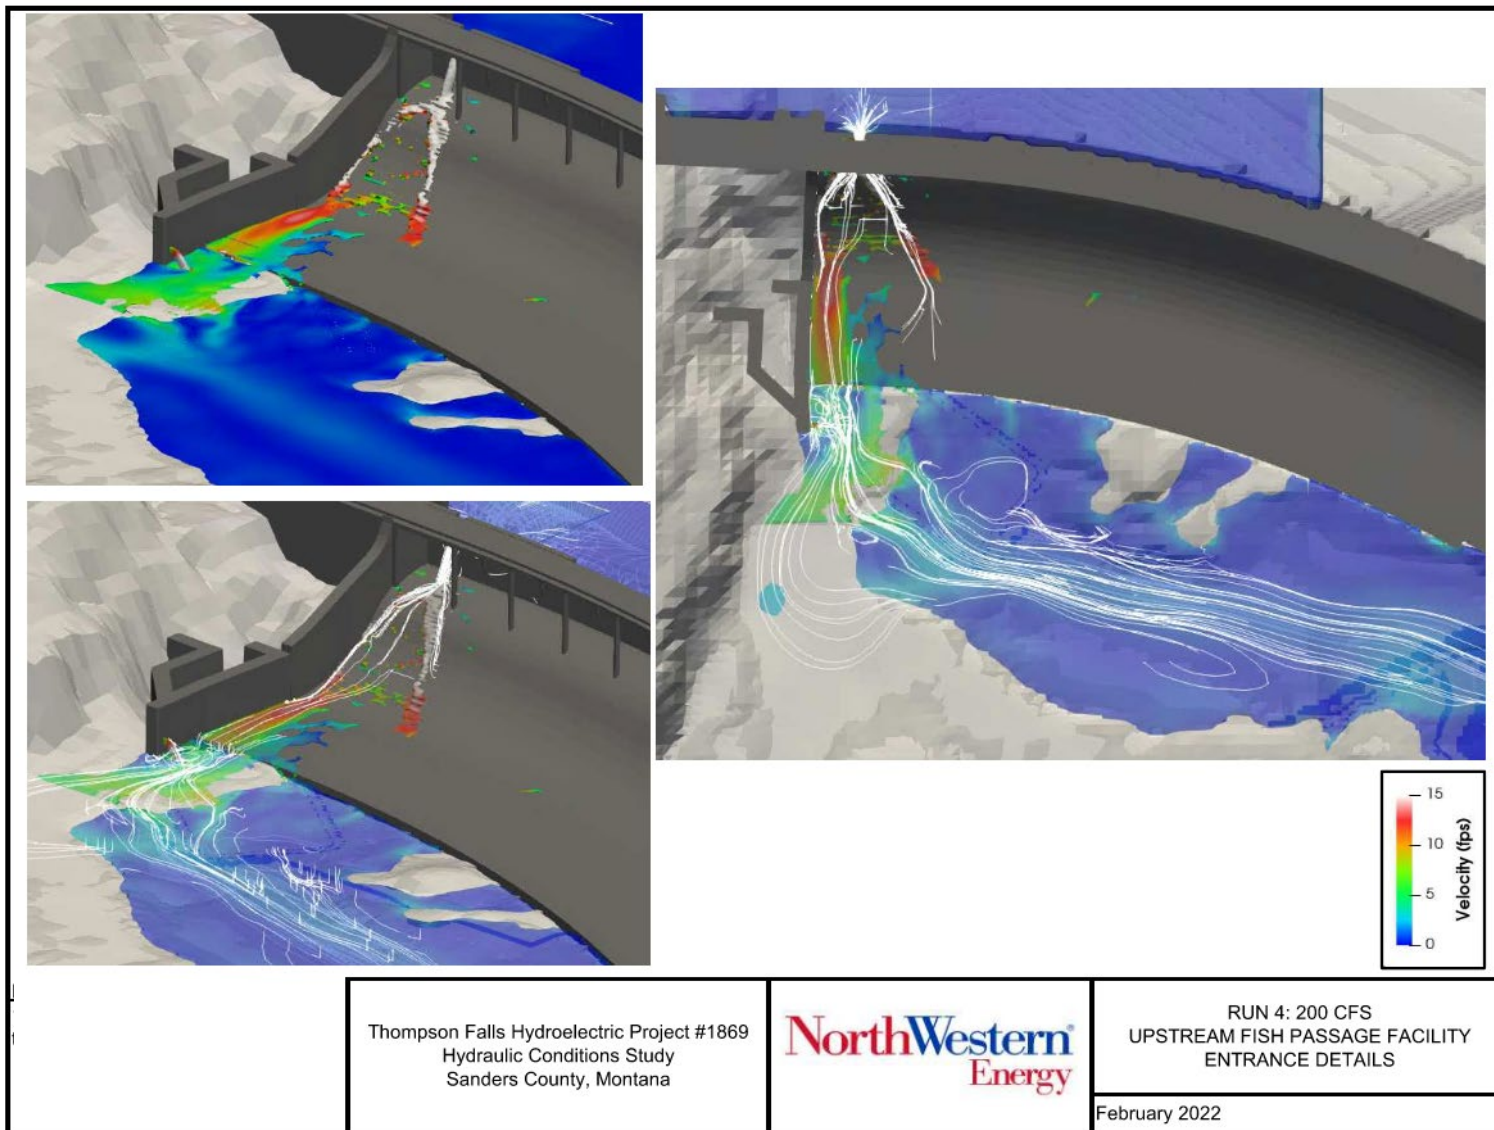 15
10
5
0
Velocity (fps)
Thompson Falls Hydroelectric Project #1869
Hydraulic Conditions Study
Sanders County, Montana
NorthWestern®
Energy
RUN 4: 200 CFS
UPSTREAM FISH PASSAGE FACILITY
ENTRANCE DETAILS
February 2022